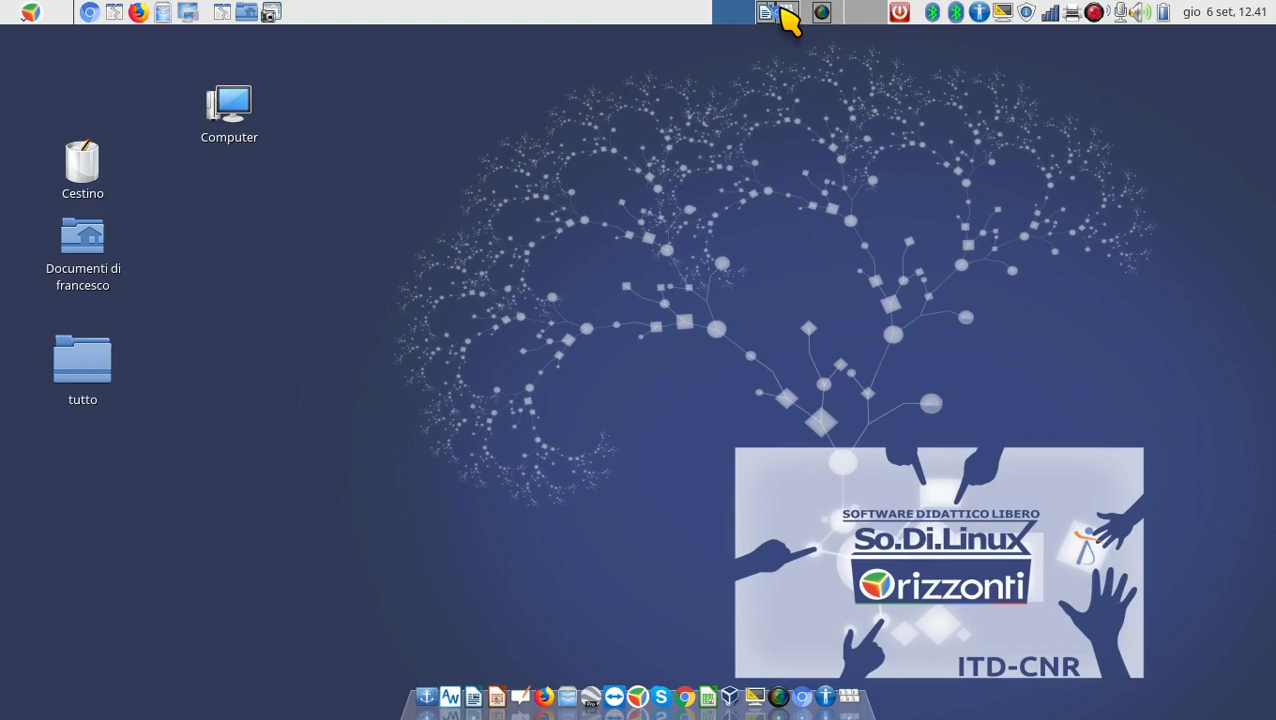 gio 6 set, 12.41
Computer
Cestino
Documenti di
francesco
tutto
SOFTWARE DIDATTICO LIBERO
So.Di.Linux
Orizzonti
ITD-CNR